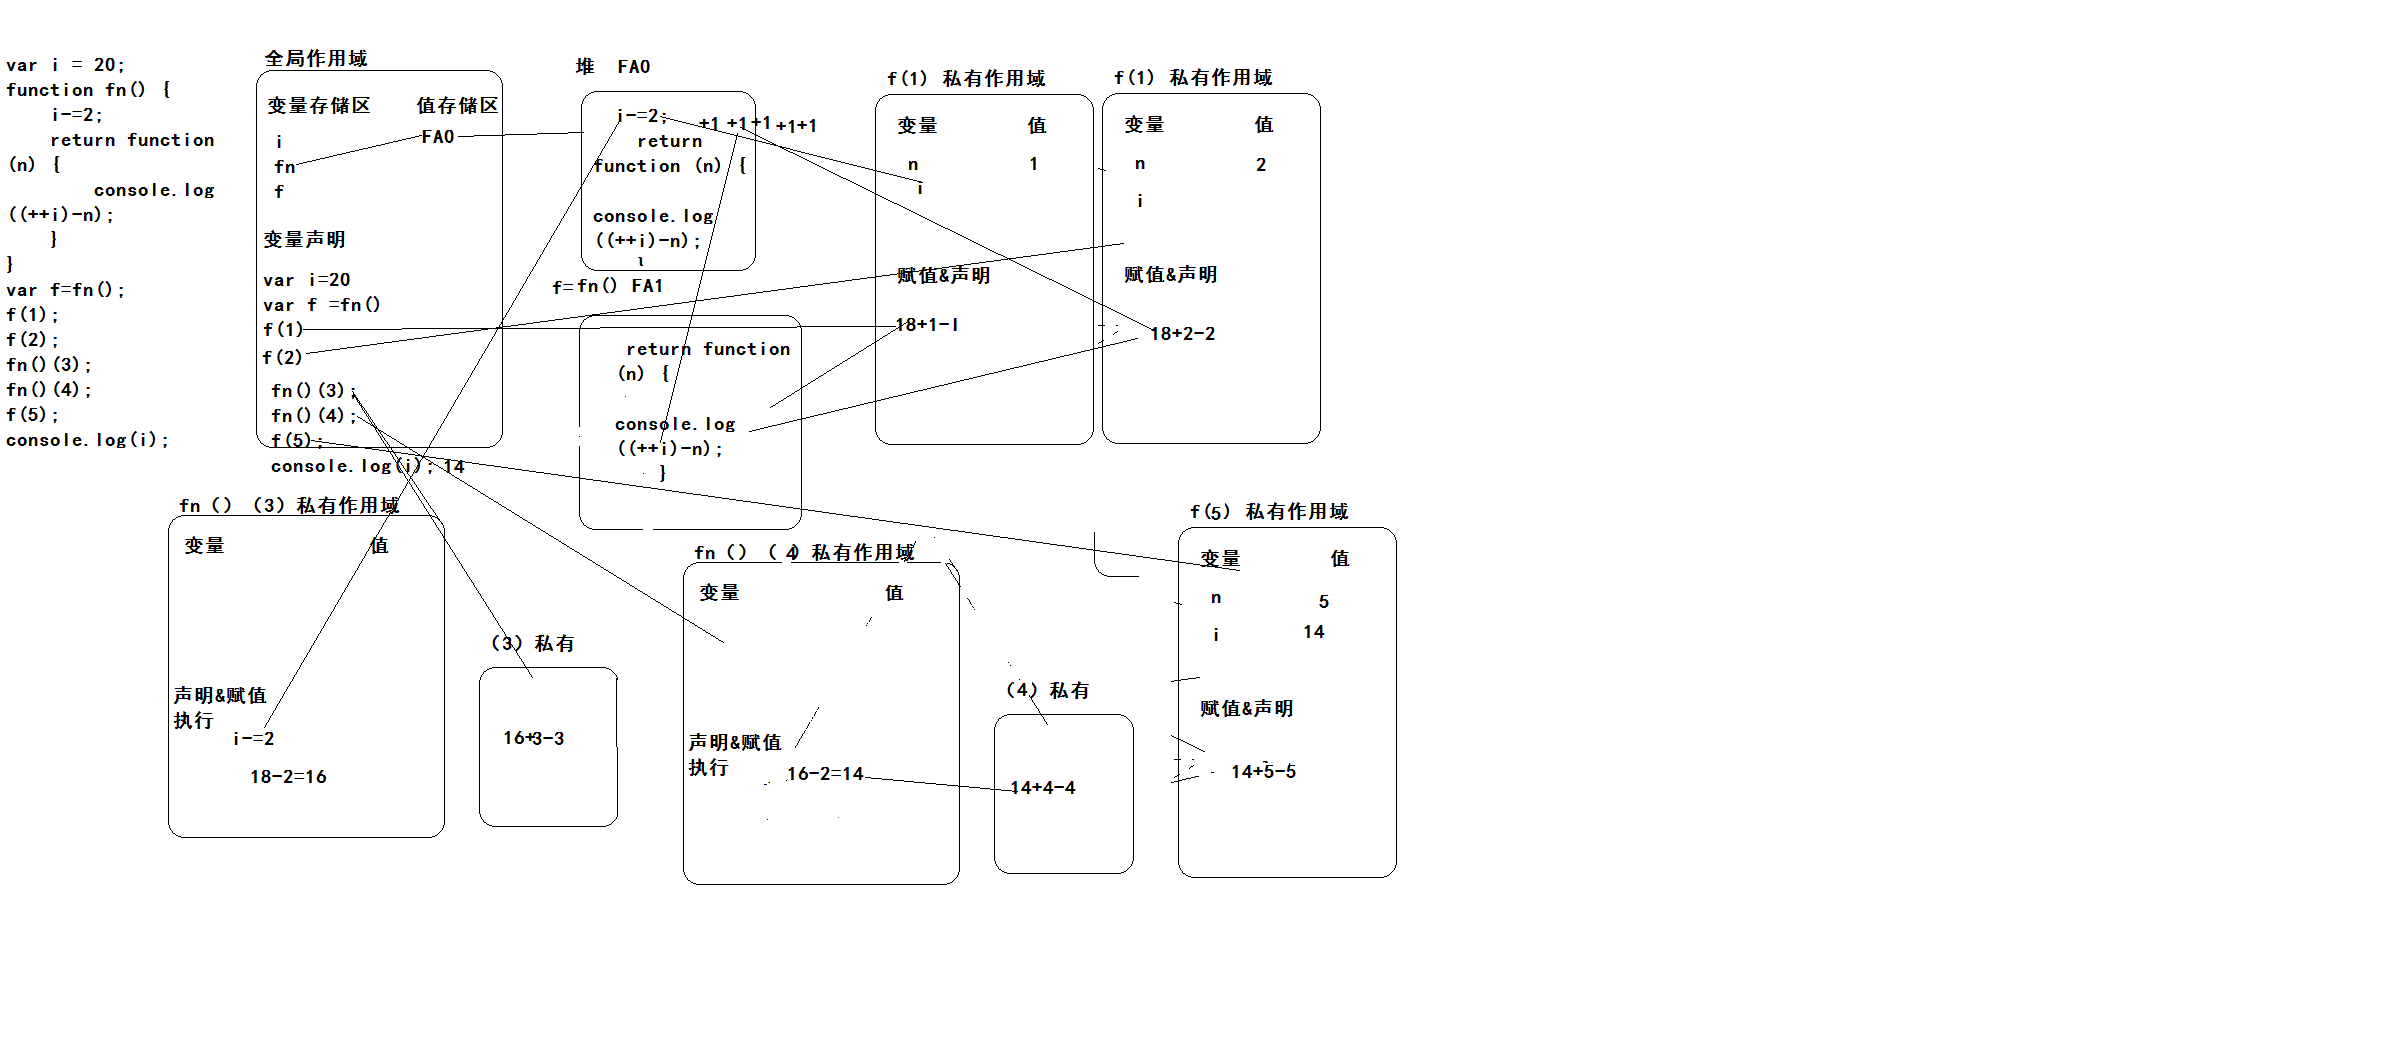 var i = 20;
function fn() {
    i-=2;
    return function
(n) {
        console.log
((++i)-n);
    }
}
var f=fn();
f(1);
f(2);
fn()(3);
fn()(4);
f(5);
console.log(i);
全局作用域
变量存储区 值存储区
i
fn FA0
f
变量声明
var i=20
var f =fn()
f(1)
f(2)
fn()(3);
fn()(4);
f(5);
console.log(i); 14
堆 FA0
i-=2; +1 +1 +1 +1+1
return
function (n) {
console.log
((++i)-n);
f= fn() FA1
return function
(n) {
console.log
((++i)-n);
}
f(1) 私有作用域
变量 值
n 1
i
赋值&声明
18+1-1
f(1) 私有作用域
变量 值
n 2
i
赋值&声明
18+2-2
fn（）（3）私有作用域
变量 值
声明&赋值
执行
i-=2
18-2=16
（3）私有
16+3-3
fn（）（4）私有作用域
变量 值
声明&赋值
执行
16-2=14
（4）私有
14+4-4
f(5) 私有作用域
变量 值
n 5
i 14
赋值&声明
14+5-5